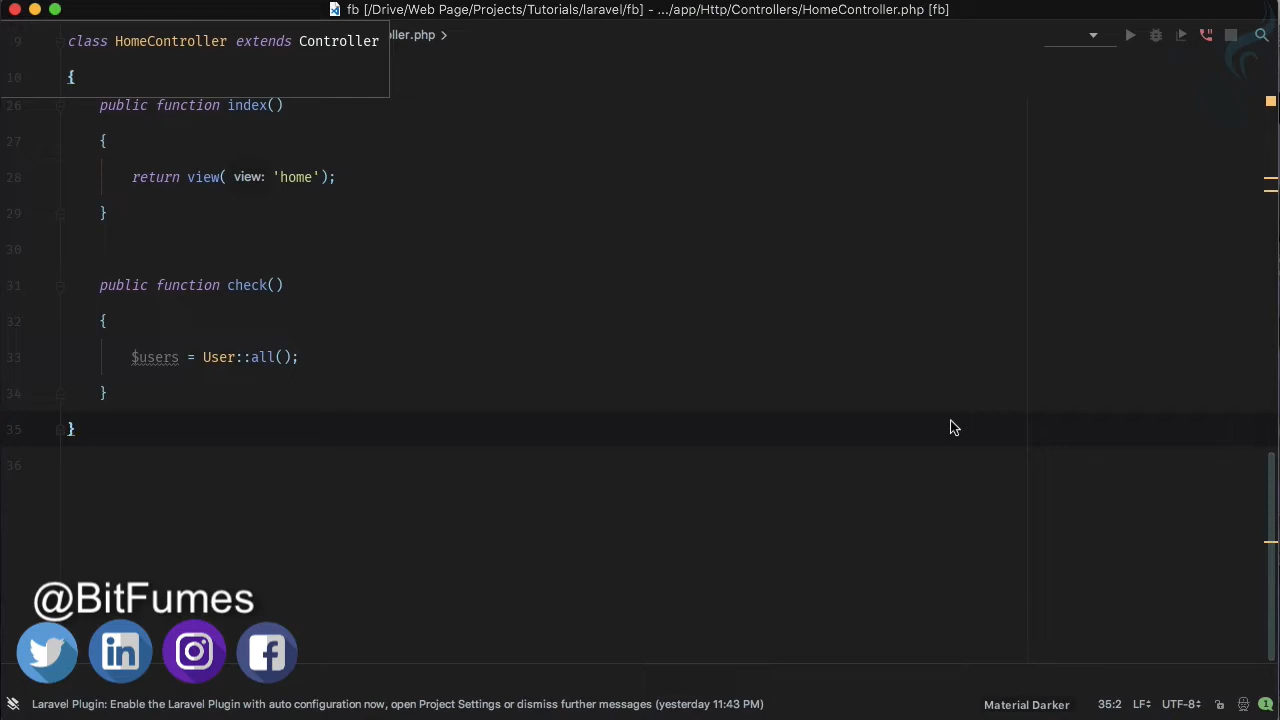 fb [/Drive/Web Page/Projects/Tutorials/laravel/fb] - .../app/Http/Controllers/HomeController.php [fb]
9 class HomeController extends Controller
ller.php
10 {
26 public function index()
27 {
28 return view( view: 'home');
29 }
30
31 public function check()
32 {
33 $users = User::all();
34 }
35 }
36
@BitFumes
in
f
Laravel Plugin: Enable the Laravel Plugin with auto configuration now, open Project Settings or dismiss further messages (yesterday 11:43 PM)
Material Darker 35:2 LF UTF-8 1